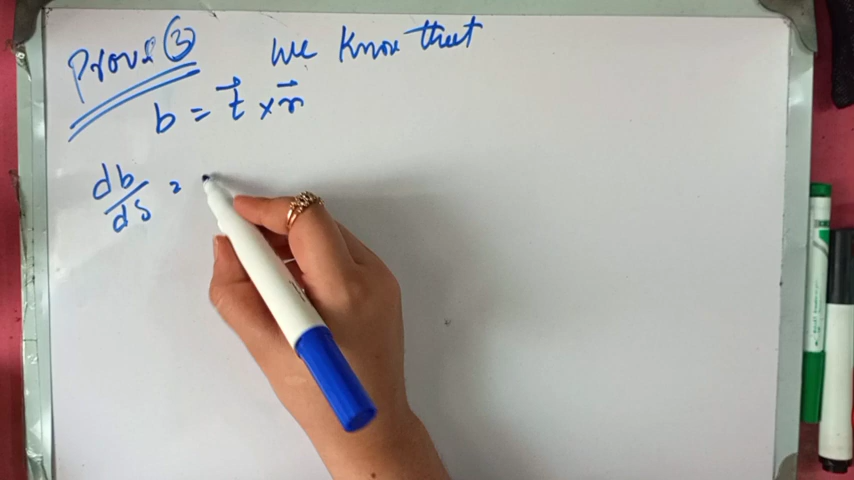 Prove ③ We know that
b = t⃗ × n⃗
db/ds =